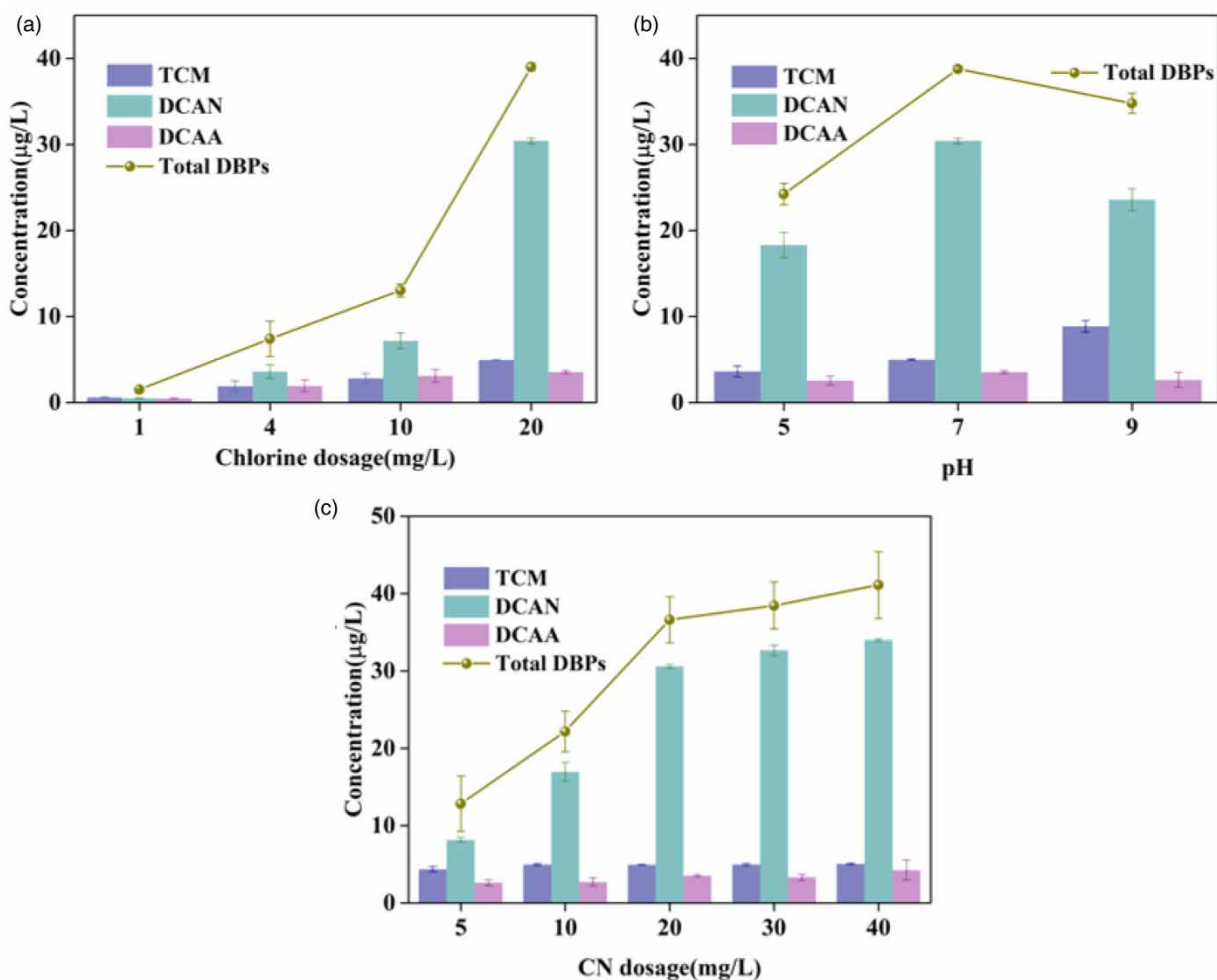 (a)
Concentration(µg/L)
40
30
20
10
0
TCM
DCAN
DCAA
Total DBPs
1 4 10 20
Chlorine dosage(mg/L)
(b)
Concentration(µg/L)
40
30
20
10
0
TCM
DCAN
DCAA
Total DBPs
5 7 9
pH
(c)
Concentration(µg/L)
50
40
30
20
10
0
TCM
DCAN
DCAA
Total DBPs
5 10 20 30 40
CN dosage(mg/L)